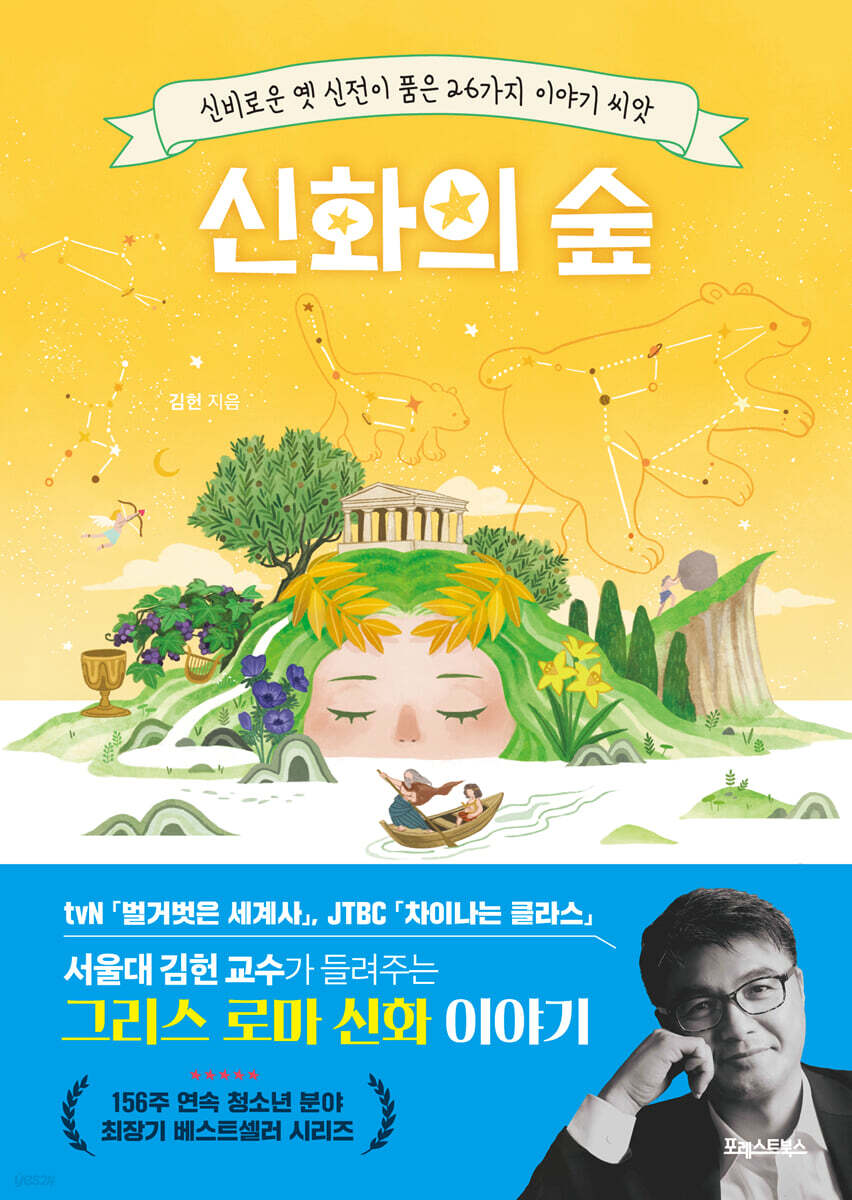 신비로운 옛 신전이 품은 26가지 이야기 씨앗
신화의 숲
김헌 지음
tvN 「벌거벗은 세계사」, JTBC 「차이나는 클라스」
서울대 김헌 교수가 들려주는
그리스 로마 신화 이야기
156주 연속 청소년 분야
최장기 베스트셀러 시리즈
포레스트북스
yes24